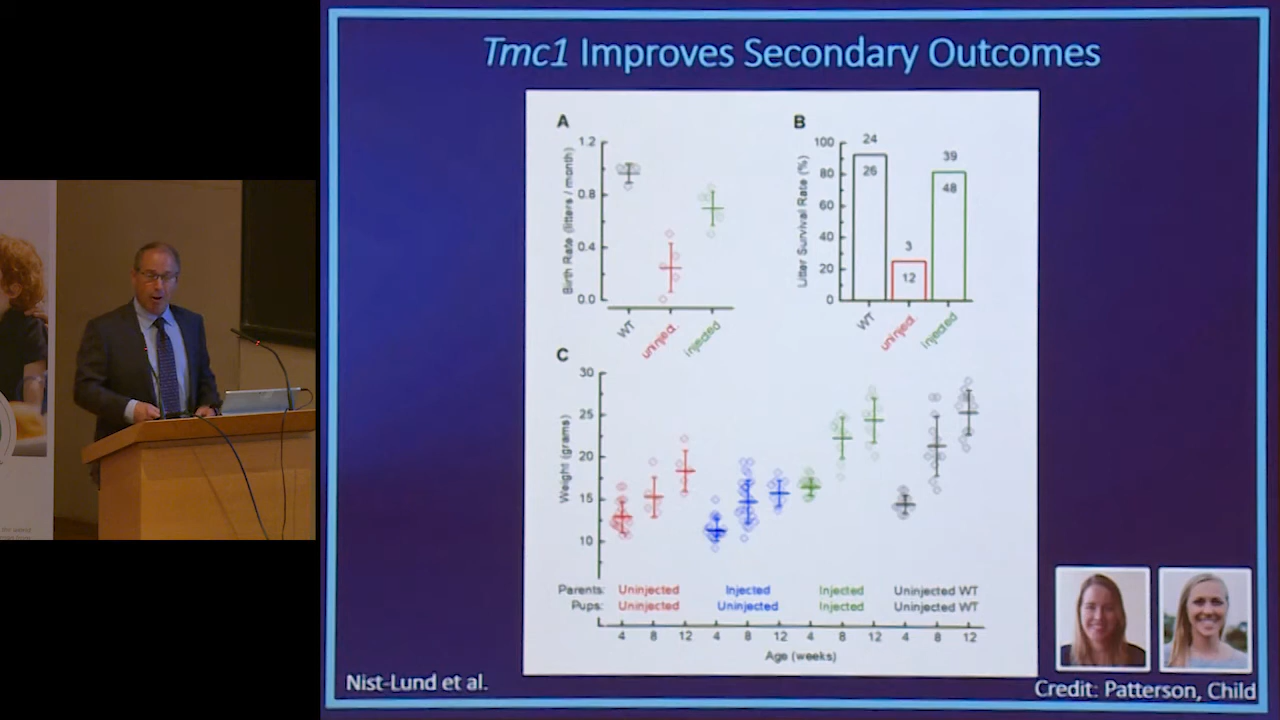 Tmc1 Improves Secondary Outcomes
A
1.2
0.8
0.4
0.0
Birth Rate (litters / month)
WT
uninject.
injected
B
100
80
60
40
20
0
Litter Survival Rate (%)
24
26
3
12
39
48
WT
uninject.
injected
C
30
25
20
15
10
Weight (grams)
Parents: Uninjected Injected Injected Uninjected WT
Pups: Uninjected Uninjected Injected Uninjected WT
4 8 12 4 8 12 4 8 12 4 8 12
Age (weeks)
Nist-Lund et al.
Credit: Patterson, Child